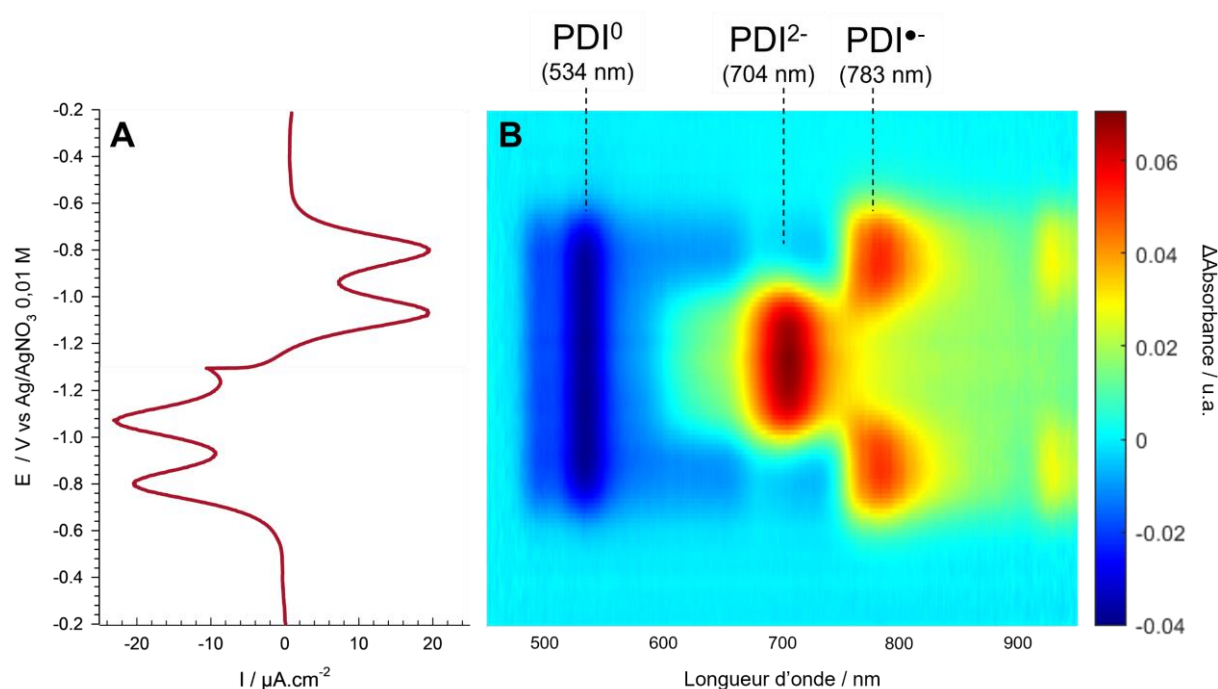 PDI⁰ PDI²⁻ PDI•⁻
(534 nm) (704 nm) (783 nm)
A
B
-0.2
-0.4
-0.6
-0.8
-1.0
-1.2
-1.2
-1.0
-0.8
-0.6
-0.4
-0.2
E / V vs Ag/AgNO₃ 0,01 M
-20 -10 0 10 20
I / µA.cm⁻²
500 600 700 800 900
Longueur d'onde / nm
0.06
0.04
0.02
0
-0.02
-0.04
ΔAbsorbance / u.a.